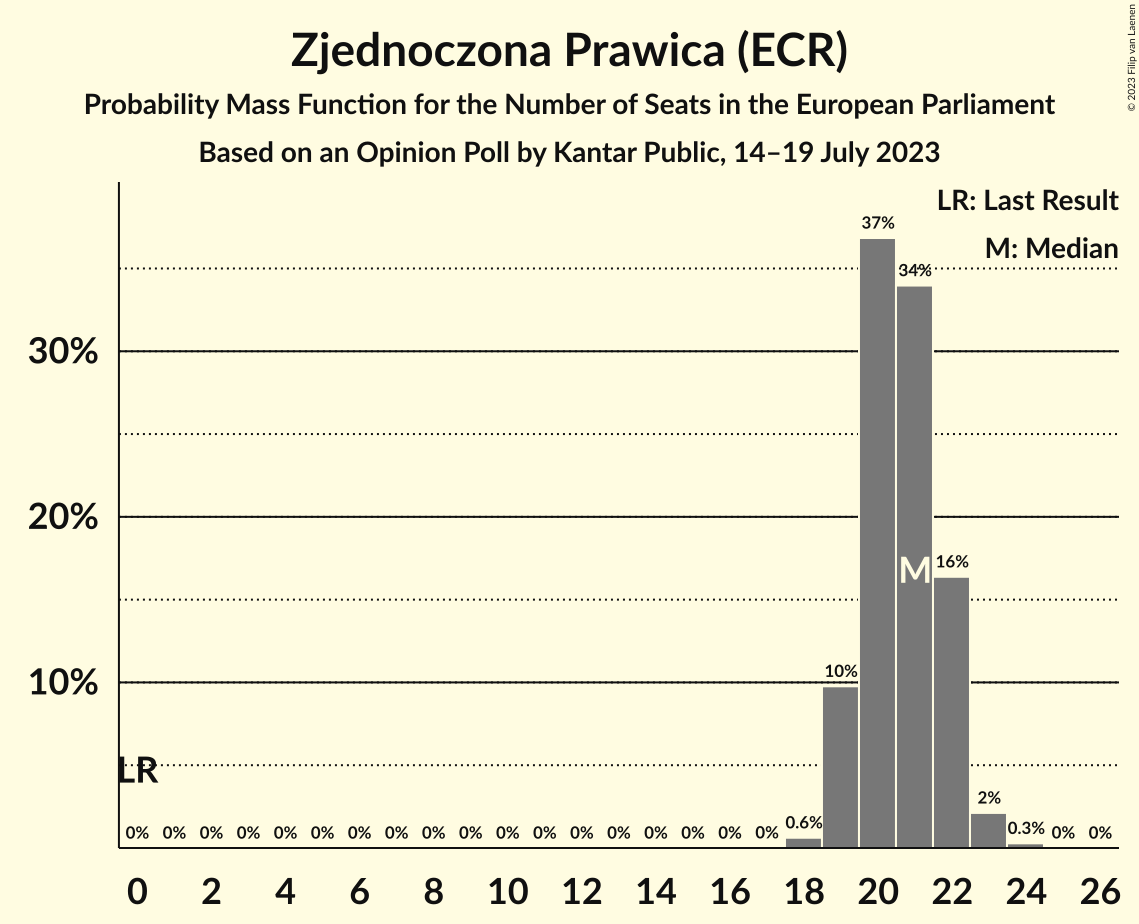 Zjednoczona Prawica (ECR)
Probability Mass Function for the Number of Seats in the European Parliament
Based on an Opinion Poll by Kantar Public, 14–19 July 2023
© 2023 Filip van Laenen
LR: Last Result
M: Median
37%
34%
30%
20%
M
16%
10%
10%
LR
0% 0% 0% 0% 0% 0% 0% 0% 0% 0% 0% 0% 0% 0% 0% 0% 0% 0% 0.6% 2% 0.3% 0% 0%
0 2 4 6 8 10 12 14 16 18 20 22 24 26